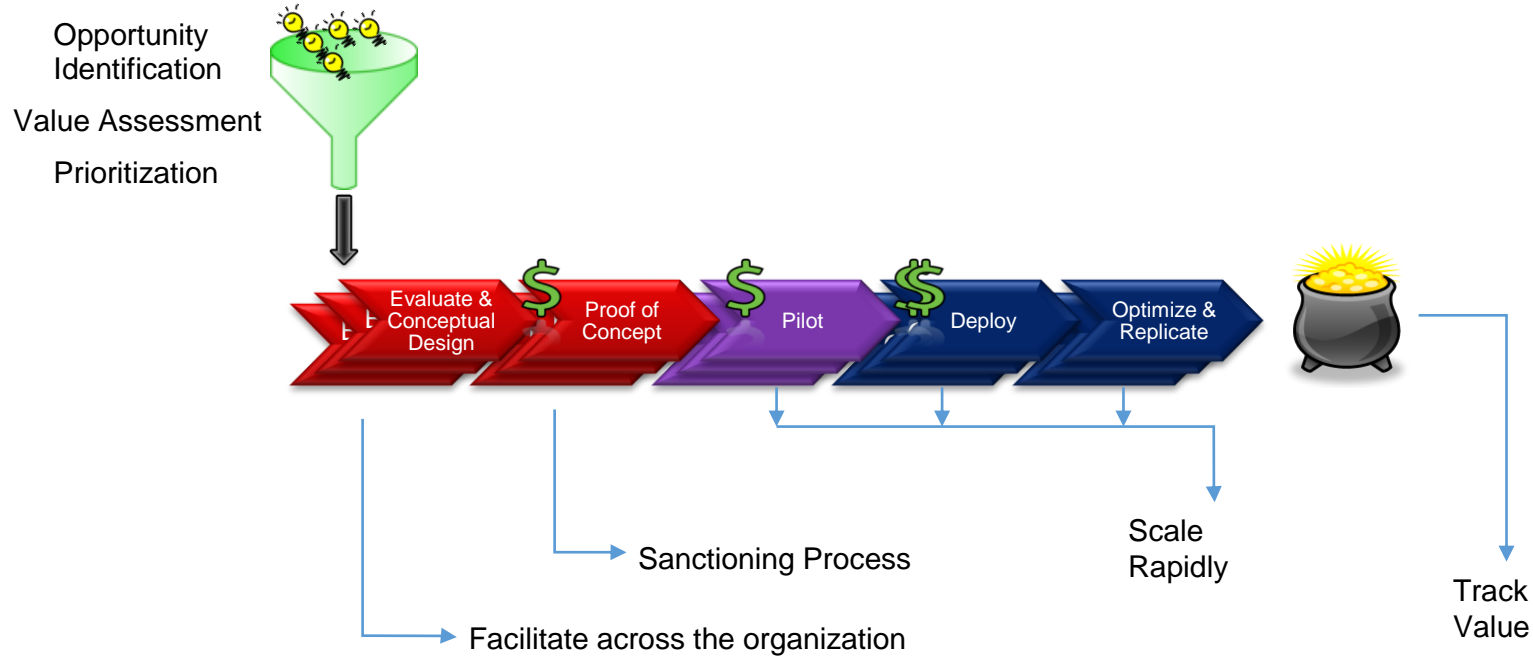 Opportunity
Identification
Value Assessment
Prioritization
Evaluate &
Conceptual
Design
$
Proof of
Concept
$
Pilot
$$
Deploy
Optimize &
Replicate
Scale
Rapidly
Sanctioning Process
Track
Value
Facilitate across the organization